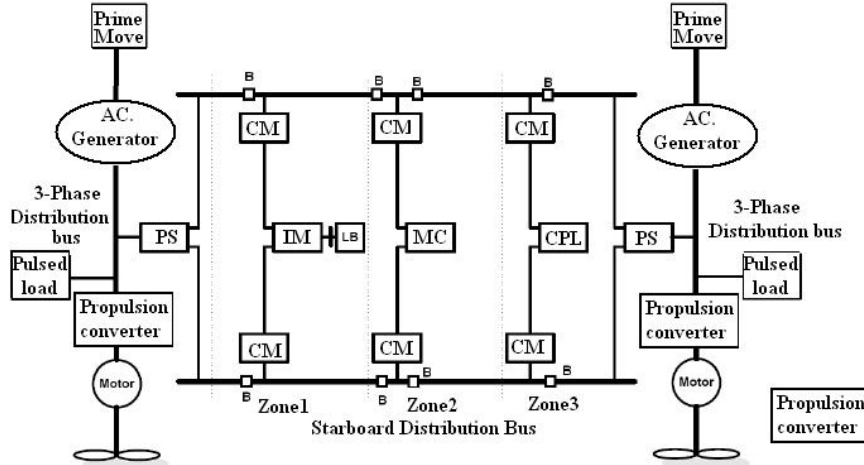 Prime
Move
Prime
Move
B
B
B
B
AC.
Generator
CM
CM
CM
AC.
Generator
3-Phase
Distribution
bus
PS
IM
LB
MC
CPL
PS
3-Phase
Distribution bus
Pulsed
load
Pulsed
load
Propulsion
converter
CM
CM
CM
Propulsion
converter
Motor
B
B
Motor
B
B
Zone1
Zone2
Zone3
Starboard Distribution Bus
Propulsion
converter